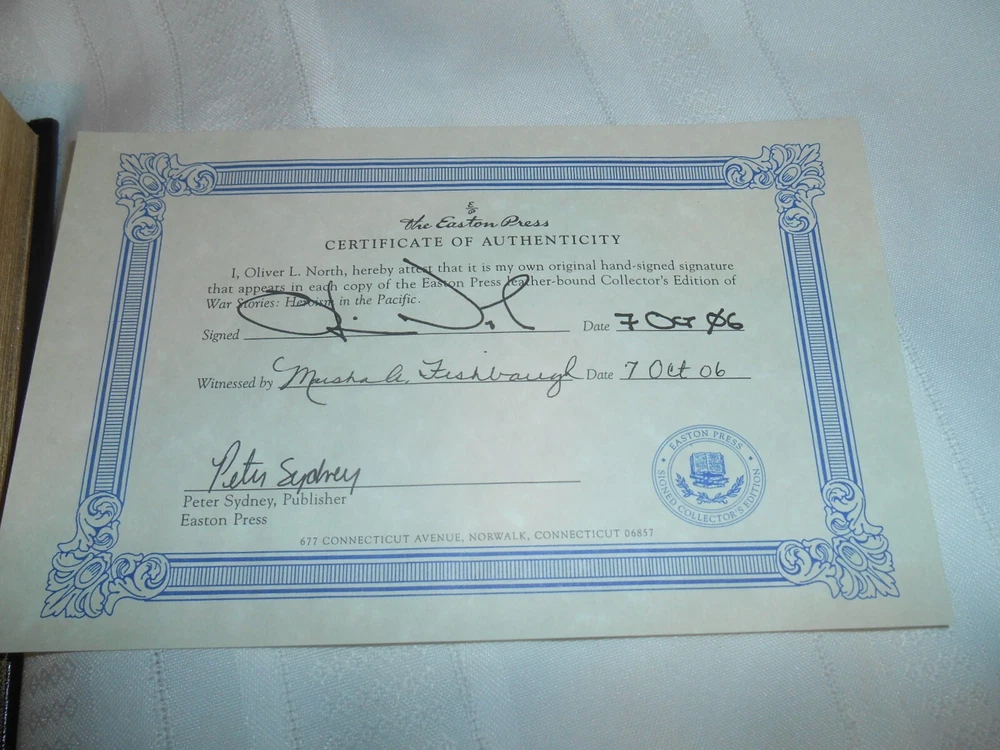 E/P
the Easton Press
CERTIFICATE OF AUTHENTICITY
I, Oliver L. North, hereby attest that it is my own original hand-signed signature
that appears in each copy of the Easton Press leather-bound Collector's Edition of
War Stories: Heroism in the Pacific.
Signed Date 7 Oct 06
Witnessed by Marsha A. Fishbaugh Date 7 Oct 06
Peter Sydney
Peter Sydney, Publisher
Easton Press
EASTON PRESS
SIGNED COLLECTOR'S EDITION
677 CONNECTICUT AVENUE, NORWALK, CONNECTICUT 06857